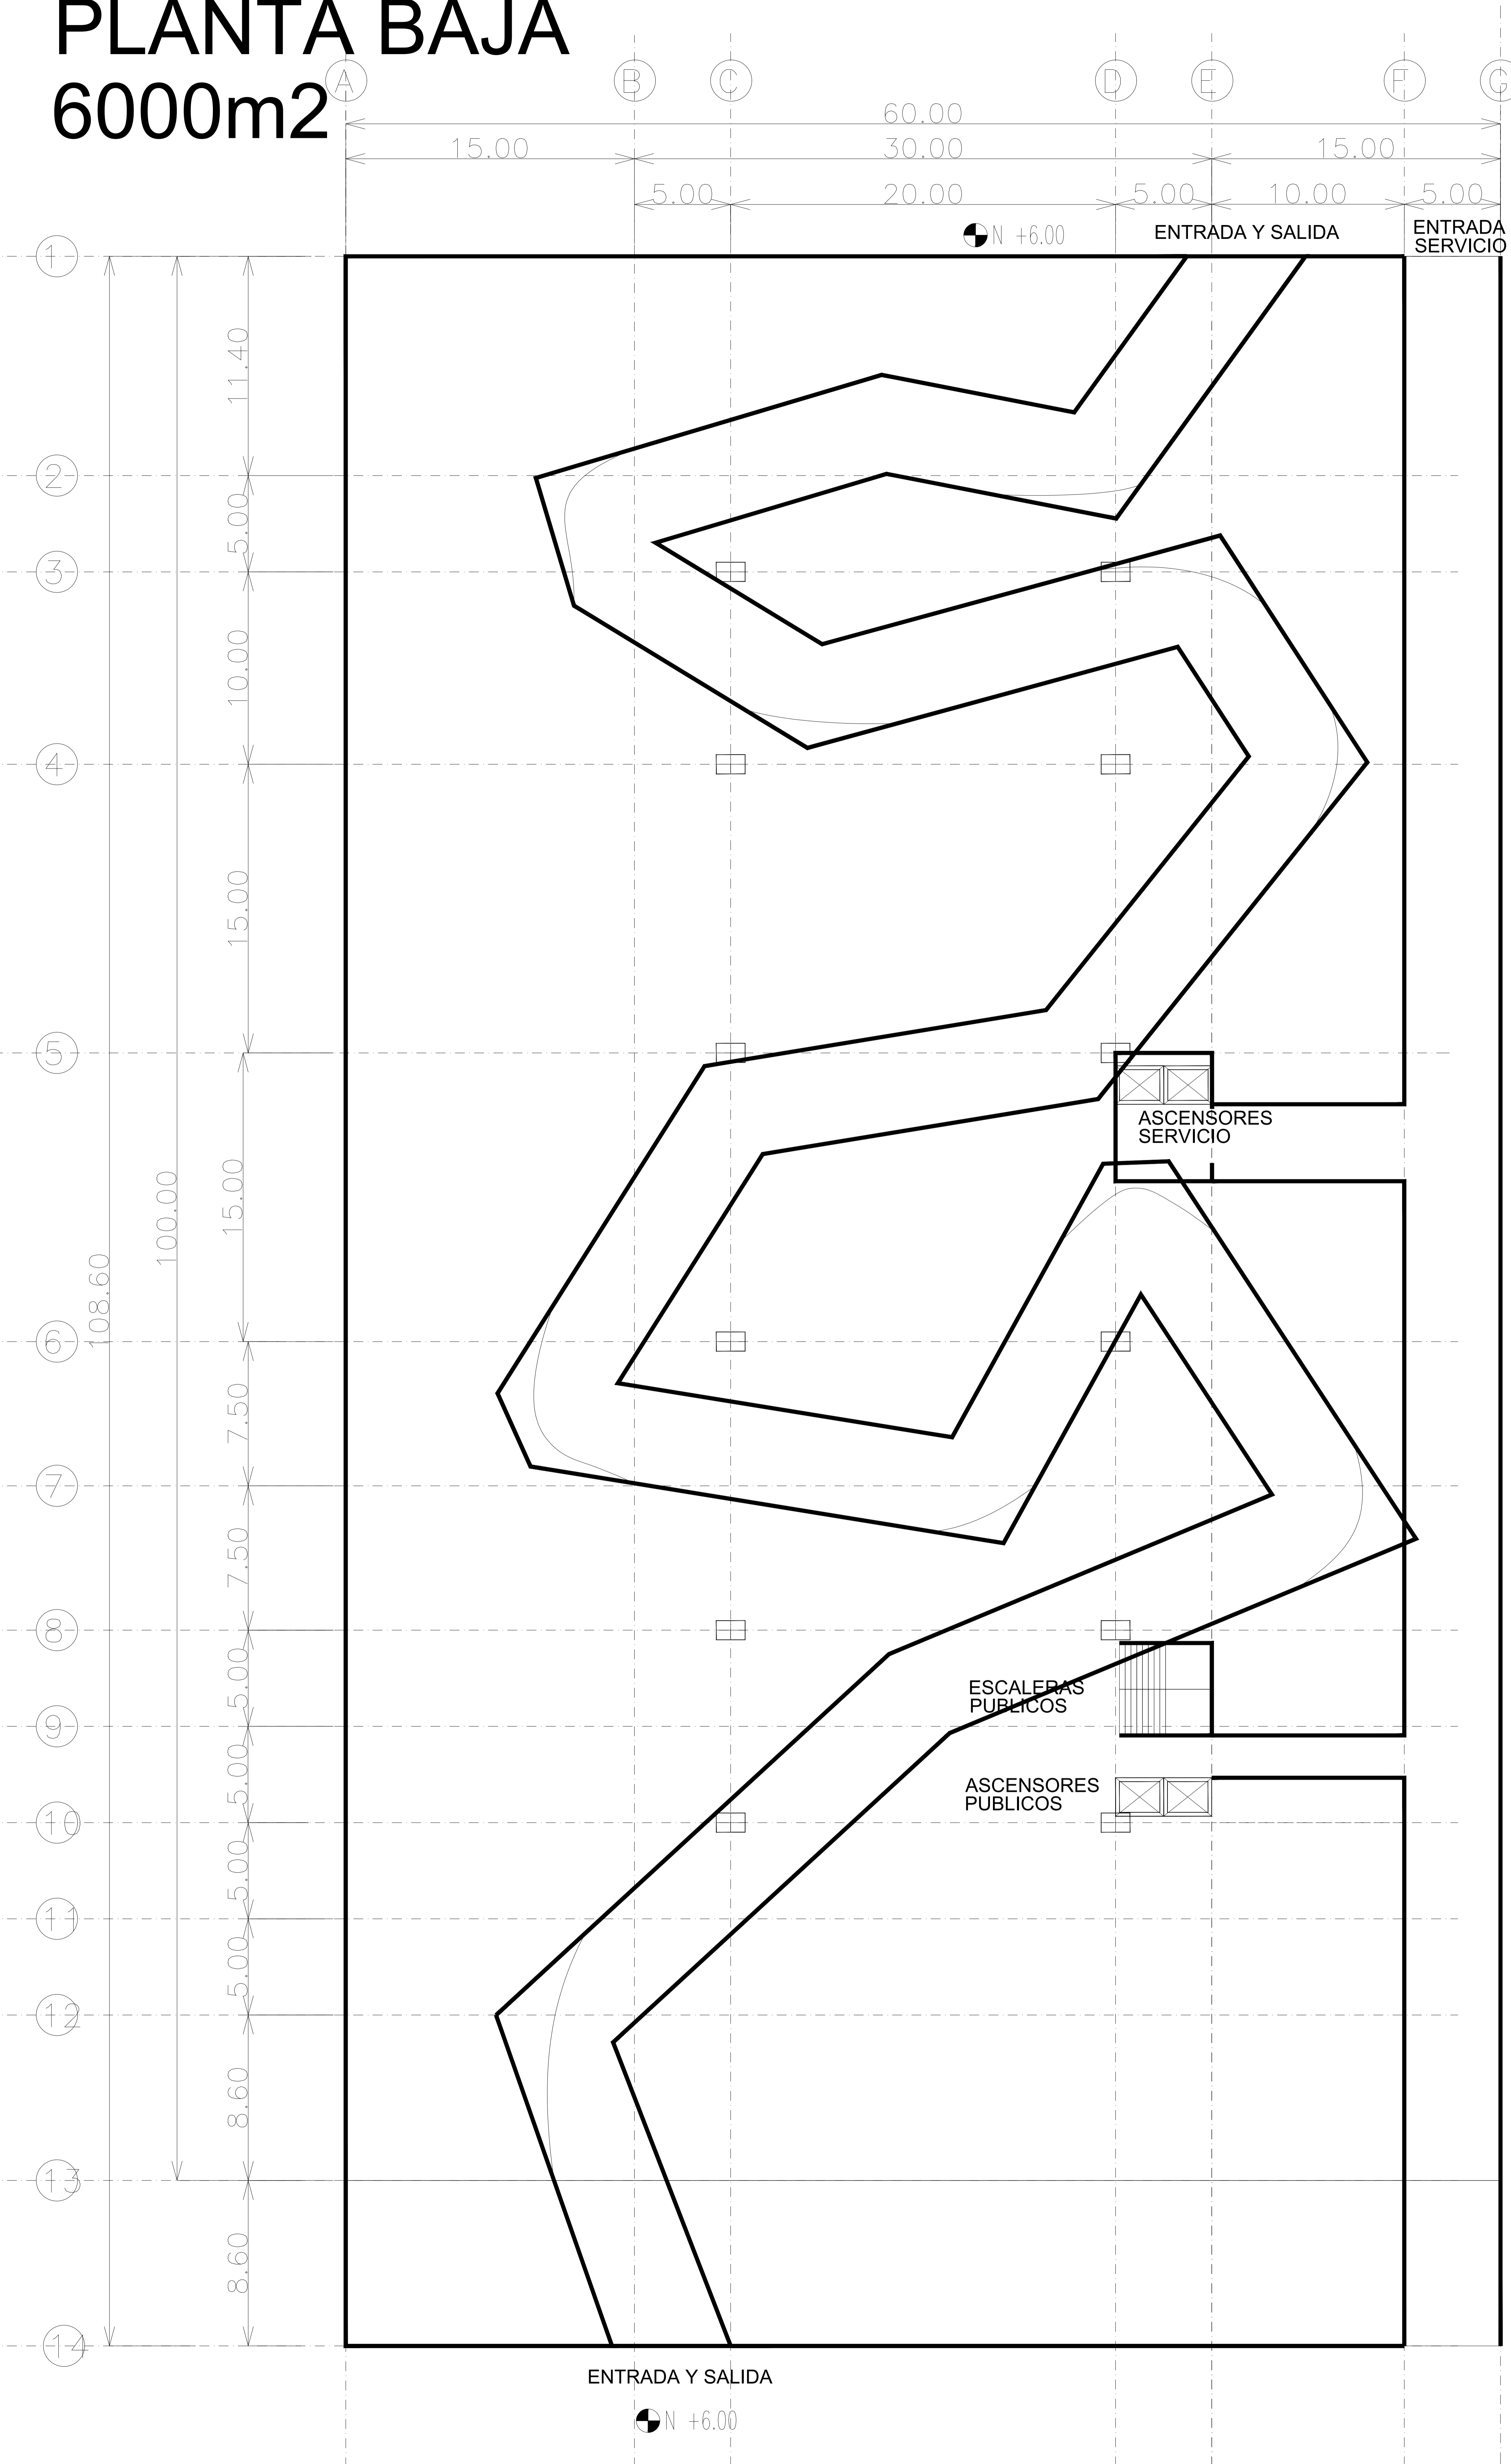 PLANTA BAJA
6000m2
A
B
C
D
E
F
G
60.00
15.00
30.00
15.00
5.00
20.00
5.00
10.00
5.00
N +6.00
ENTRADA Y SALIDA
ENTRADA
SERVICIO
1
11.40
2
5.00
3
10.00
4
15.00
5
ASCENSORES
SERVICIO
15.00
100.00
108.60
6
7.50
7
7.50
8
5.00
ESCALERAS
PUBLICOS
9
5.00
ASCENSORES
PUBLICOS
10
5.00
11
5.00
12
8.60
13
8.60
14
ENTRADA Y SALIDA
N +6.00